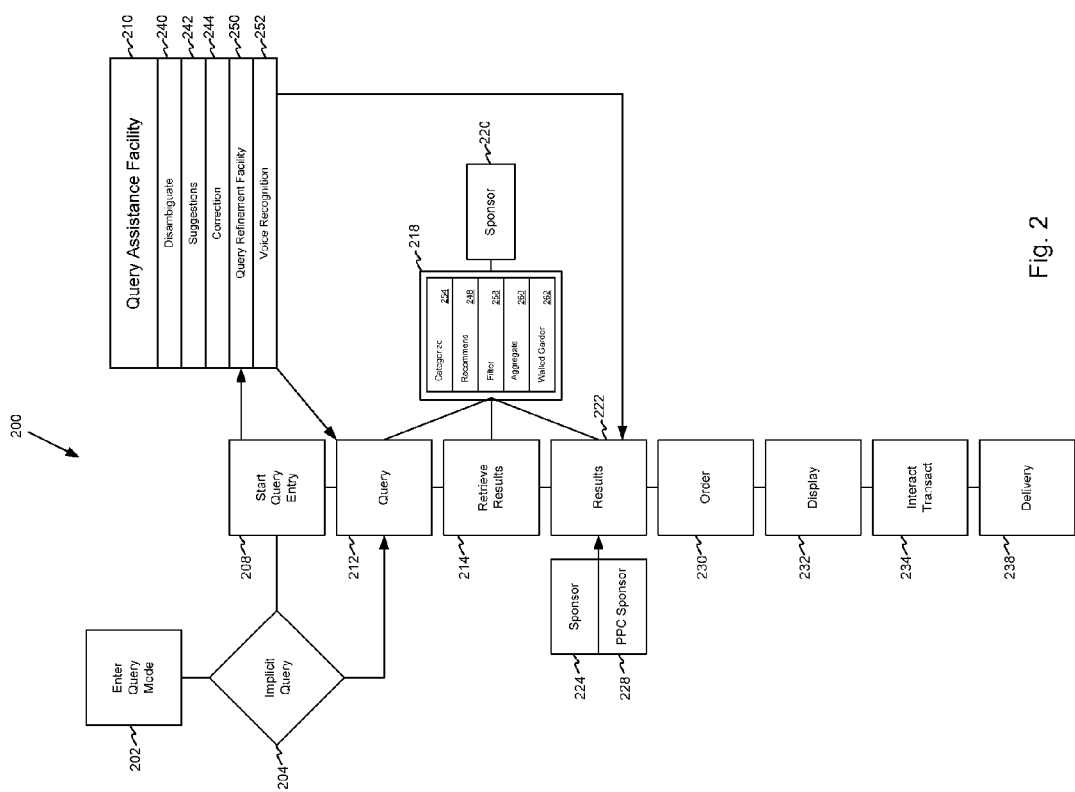 200
210
240
242
244
250
252
Query Assistance Facility
Disambiguate
Suggestions
Correction
Query Refinement Facility
Voice Recognition
220
Sponsor
218
Categorize 254
Recommend 248
Filter 258
Aggregate 260
Walled Garden 262
202
Enter
Query
Mode
204
Implicit
Query
208
Start
Query
Entry
212
Query
214
Retrieve
Results
222
Results
224
Sponsor
228
PPC Sponsor
230
Order
232
Display
234
Interact
Transact
238
Delivery
Fig. 2